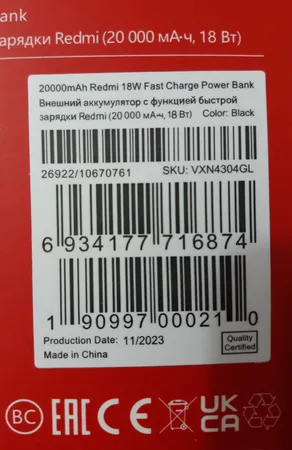 ank
арядки Redmi (20 000 мА•ч, 18 Вт)
20000mAh Redmi 18W Fast Charge Power Bank
Внешний аккумулятор с функцией быстрой
зарядки Redmi (20 000 мА•ч, 18 Вт) Color: Black
26922/10670761 SKU: VXN4304GL
6 934177 716874
1 90997 00021 0
Production Date: 11/2023
Made in China
Quality
Certified
BC EAC CE UK
CA